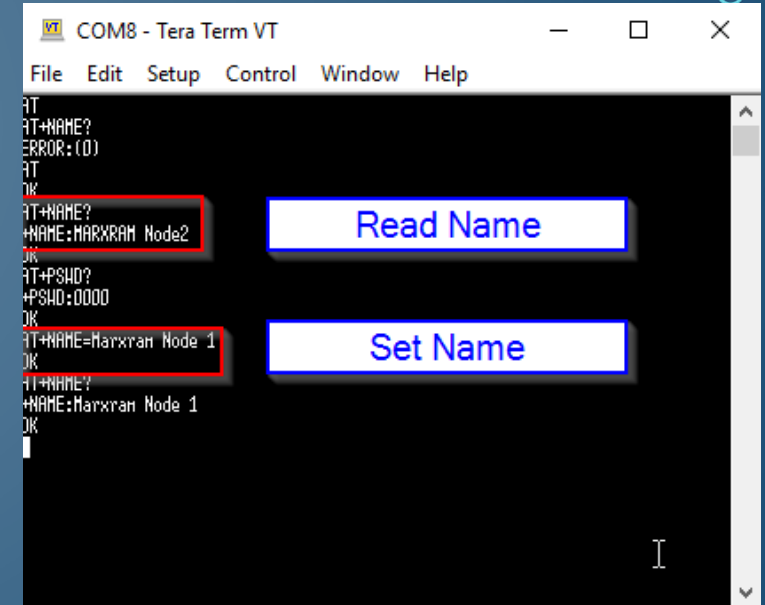 COM8 - Tera Term VT
File Edit Setup Control Window Help
AT
AT+NAME?
ERROR:(0)
AT
OK
AT+NAME?
+NAME:MARXRAM Node2
OK
AT+PSWD?
+PSWD:0000
OK
AT+NAME=Marxram Node 1
OK
AT+NAME?
+NAME:Marxram Node 1
OK
Read Name
Set Name